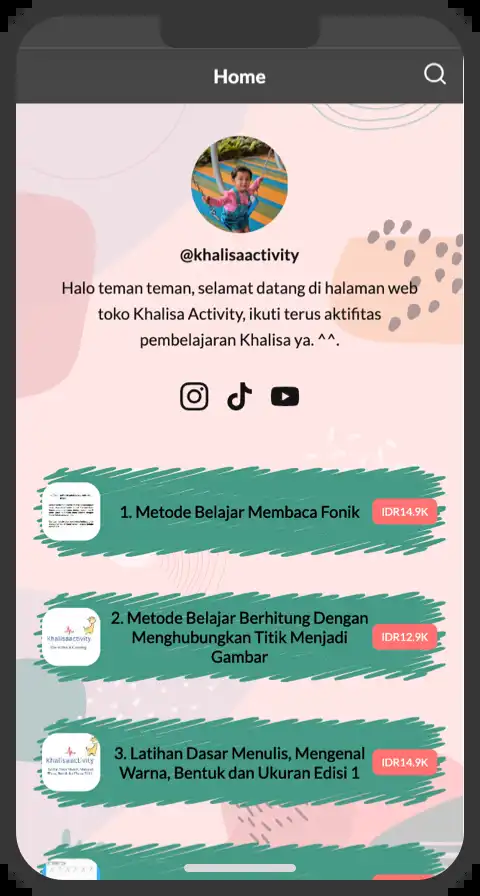 Home
@khalisaactivity
Halo teman teman, selamat datang di halaman web
toko Khalisa Activity, ikuti terus aktifitas
pembelajaran Khalisa ya. ^^.
1. Metode Belajar Membaca Fonik
IDR14.9K
Khalisaactivity
2. Metode Belajar Berhitung Dengan
Menghubungkan Titik Menjadi
Gambar
IDR12.9K
Khalisaactivity
3. Latihan Dasar Menulis, Mengenal
Warna, Bentuk dan Ukuran Edisi 1
IDR14.9K